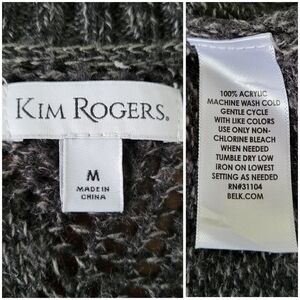 KIM ROGERS®
M
MADE IN
CHINA
100% ACRYLIC
MACHINE WASH COLD
GENTLE CYCLE
WITH LIKE COLORS
USE ONLY NON-
CHLORINE BLEACH
WHEN NEEDED
TUMBLE DRY LOW
IRON ON LOWEST
SETTING AS NEEDED
RN#31104
BELK.COM